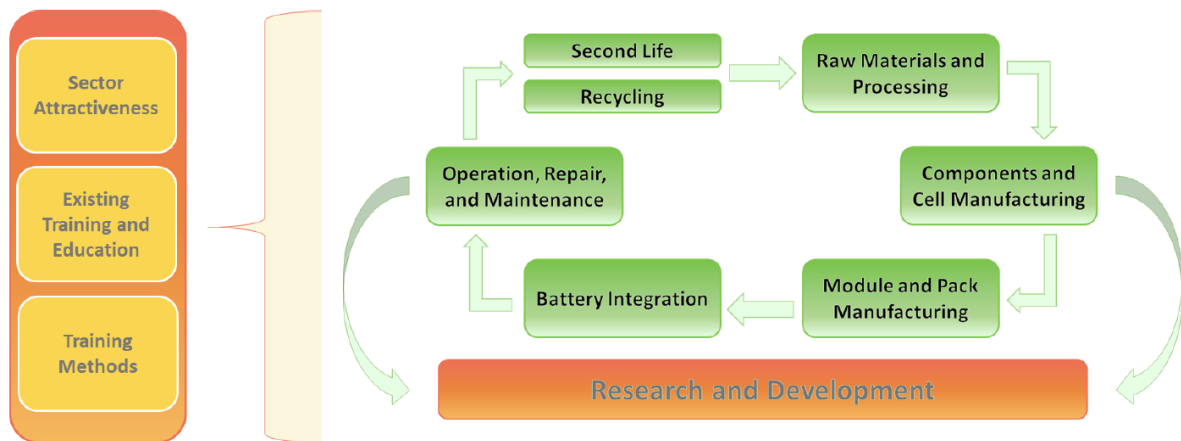 Sector
Attractiveness
Existing
Training and
Education
Training
Methods
Second Life
Recycling
Raw Materials and
Processing
Operation, Repair,
and Maintenance
Components and
Cell Manufacturing
Battery Integration
Module and Pack
Manufacturing
Research and Development